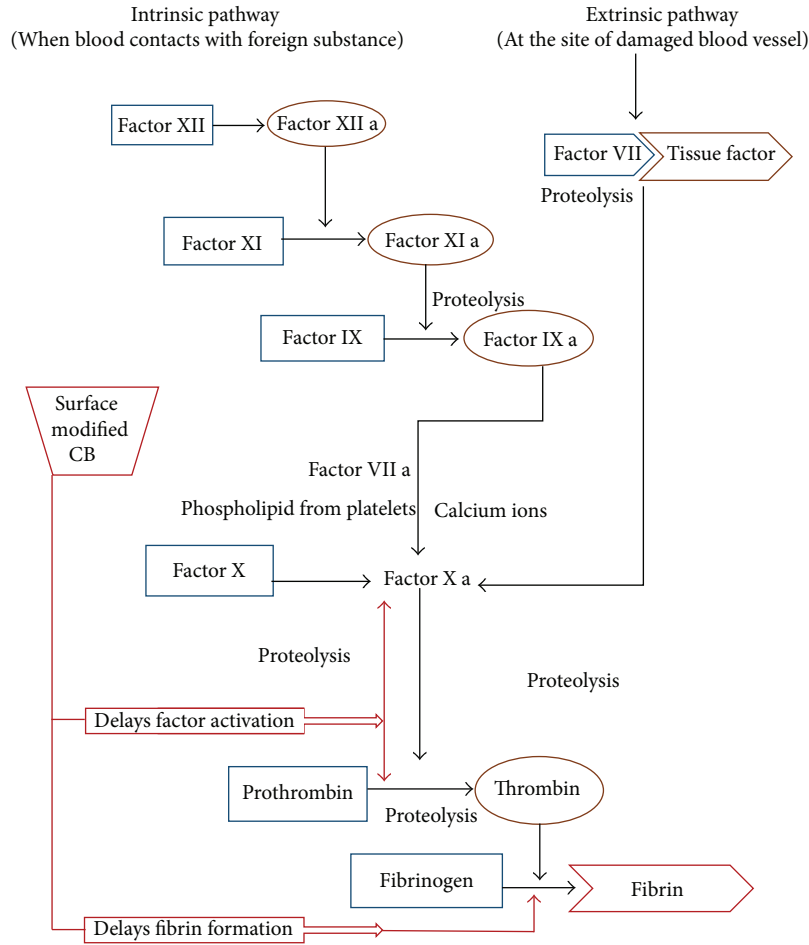 Intrinsic pathway
(When blood contacts with foreign substance)
Extrinsic pathway
(At the site of damaged blood vessel)
Factor XII
Factor XII a
Factor VII
Tissue factor
Proteolysis
Factor XI
Factor XI a
Proteolysis
Factor IX
Factor IX a
Surface
modified
CB
Factor VII a
Phospholipid from platelets
Calcium ions
Factor X
Factor X a
Proteolysis
Proteolysis
Delays factor activation
Prothrombin
Thrombin
Proteolysis
Fibrinogen
Fibrin
Delays fibrin formation